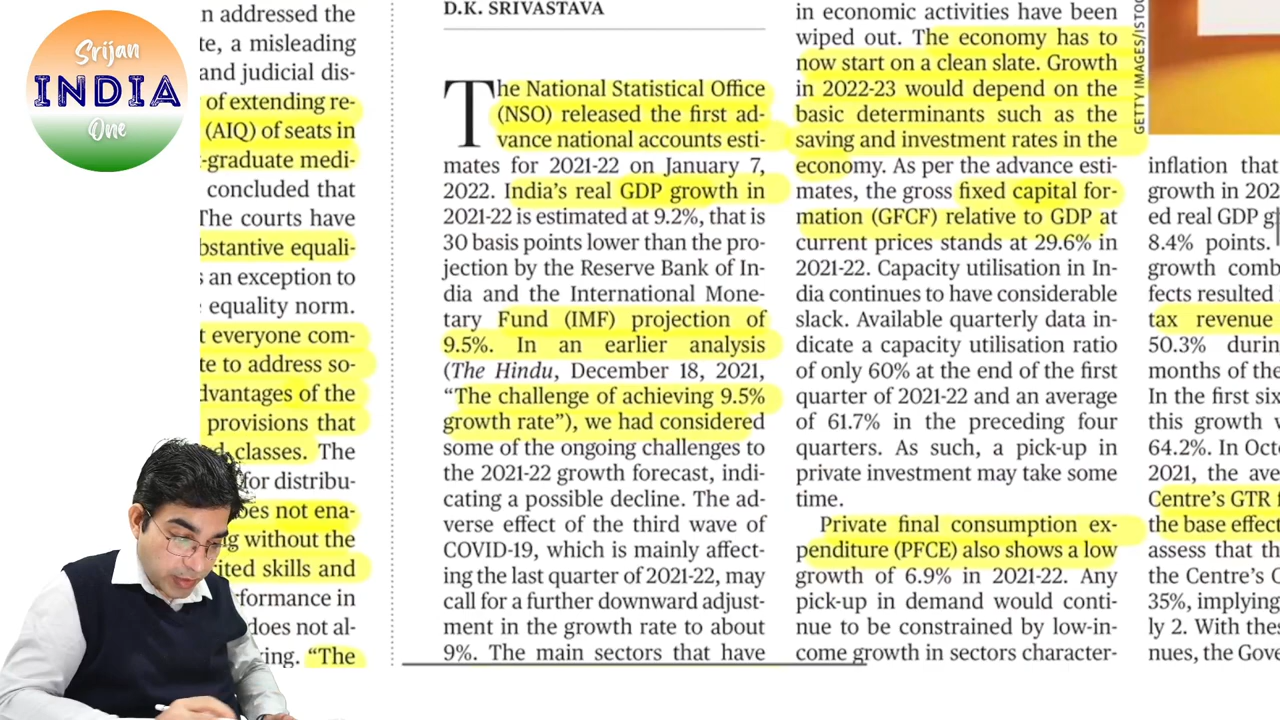 Srijan
INDIA
One
n addressed the
te, a misleading
and judicial dis-
of extending re-
(AIQ) of seats in
-graduate medi-
concluded that
The courts have
bstantive equali-
s an exception to
equality norm.
t everyone com-
te to address so-
dvantages of the
provisions that
d classes. The
for distribu-
oes not ena-
g without the
ited skills and
formance in
does not al-
king. “The
D.K. SRIVASTAVA
The National Statistical Office
(NSO) released the first ad-
vance national accounts esti-
mates for 2021-22 on January 7,
2022. India’s real GDP growth in
2021-22 is estimated at 9.2%, that is
30 basis points lower than the pro-
jection by the Reserve Bank of In-
dia and the International Mone-
tary Fund (IMF) projection of
9.5%. In an earlier analysis
(The Hindu, December 18, 2021,
“The challenge of achieving 9.5%
growth rate”), we had considered
some of the ongoing challenges to
the 2021-22 growth forecast, indi-
cating a possible decline. The ad-
verse effect of the third wave of
COVID-19, which is mainly affect-
ing the last quarter of 2021-22, may
call for a further downward adjust-
ment in the growth rate to about
9%. The main sectors that have
in economic activities have been
wiped out. The economy has to
now start on a clean slate. Growth
in 2022-23 would depend on the
basic determinants such as the
saving and investment rates in the
economy. As per the advance esti-
mates, the gross fixed capital for-
mation (GFCF) relative to GDP at
current prices stands at 29.6% in
2021-22. Capacity utilisation in In-
dia continues to have considerable
slack. Available quarterly data in-
dicate a capacity utilisation ratio
of only 60% at the end of the first
quarter of 2021-22 and an average
of 61.7% in the preceding four
quarters. As such, a pick-up in
private investment may take some
time.
Private final consumption ex-
penditure (PFCE) also shows a low
growth of 6.9% in 2021-22. Any
pick-up in demand would conti-
nue to be constrained by low-in-
come growth in sectors character-
GETTY IMAGES/ISTOC
inflation that
growth in 202
ed real GDP g
8.4% points.
growth comb
fects resulted
tax revenue
50.3% durin
months of the
In the first six
this growth w
64.2%. In Octo
2021, the ave
Centre’s GTR f
the base effect
assess that th
the Centre’s G
35%, implying
ly 2. With thes
nues, the Gove